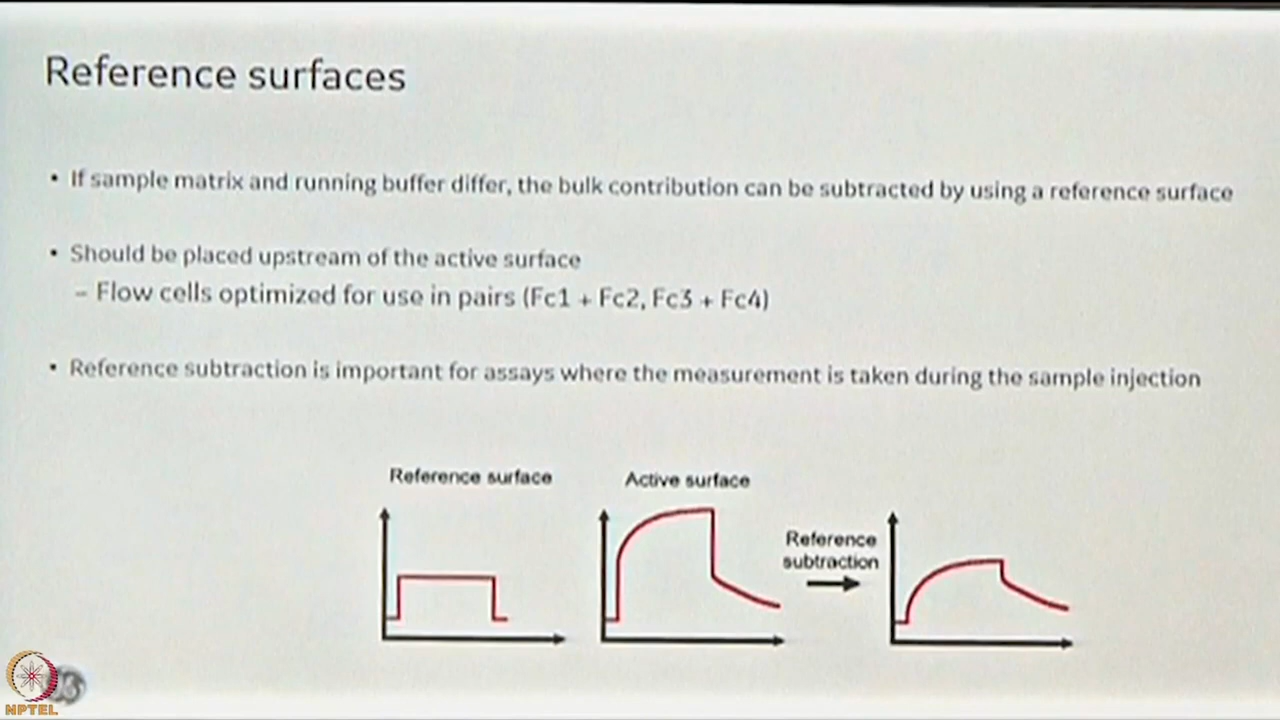 Reference surfaces
• If sample matrix and running buffer differ, the bulk contribution can be subtracted by using a reference surface
• Should be placed upstream of the active surface
– Flow cells optimized for use in pairs (Fc1 + Fc2, Fc3 + Fc4)
• Reference subtraction is important for assays where the measurement is taken during the sample injection
Reference surface
Active surface
Reference
subtraction
NPTEL